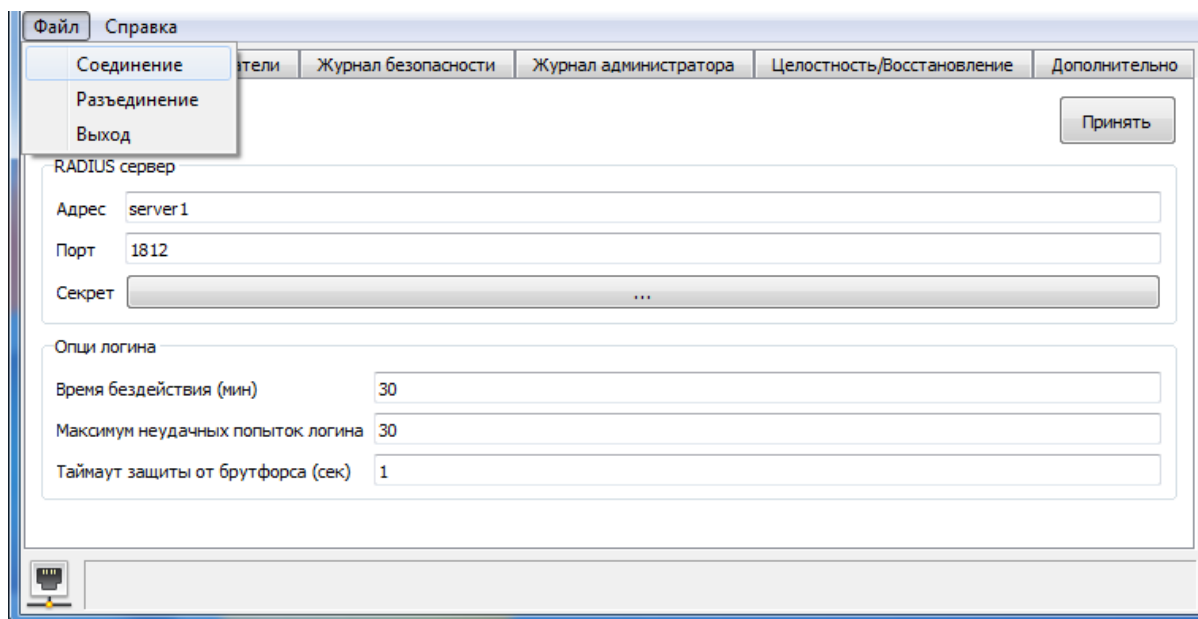 Файл Справка
Соединение
Разъединение
Выход
тели Журнал безопасности Журнал администратора Целостность/Восстановление Дополнительно
Принять
RADIUS сервер
Адрес server1
Порт 1812
Секрет ...
Опци логина
Время бездействия (мин) 30
Максимум неудачных попыток логина 30
Таймаут защиты от брутфорса (сек) 1